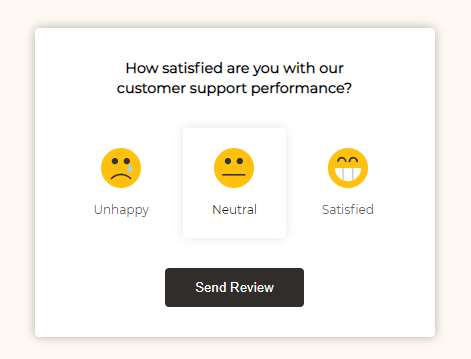 How satisfied are you with our
customer support performance?
Unhappy
Neutral
Satisfied
Send Review